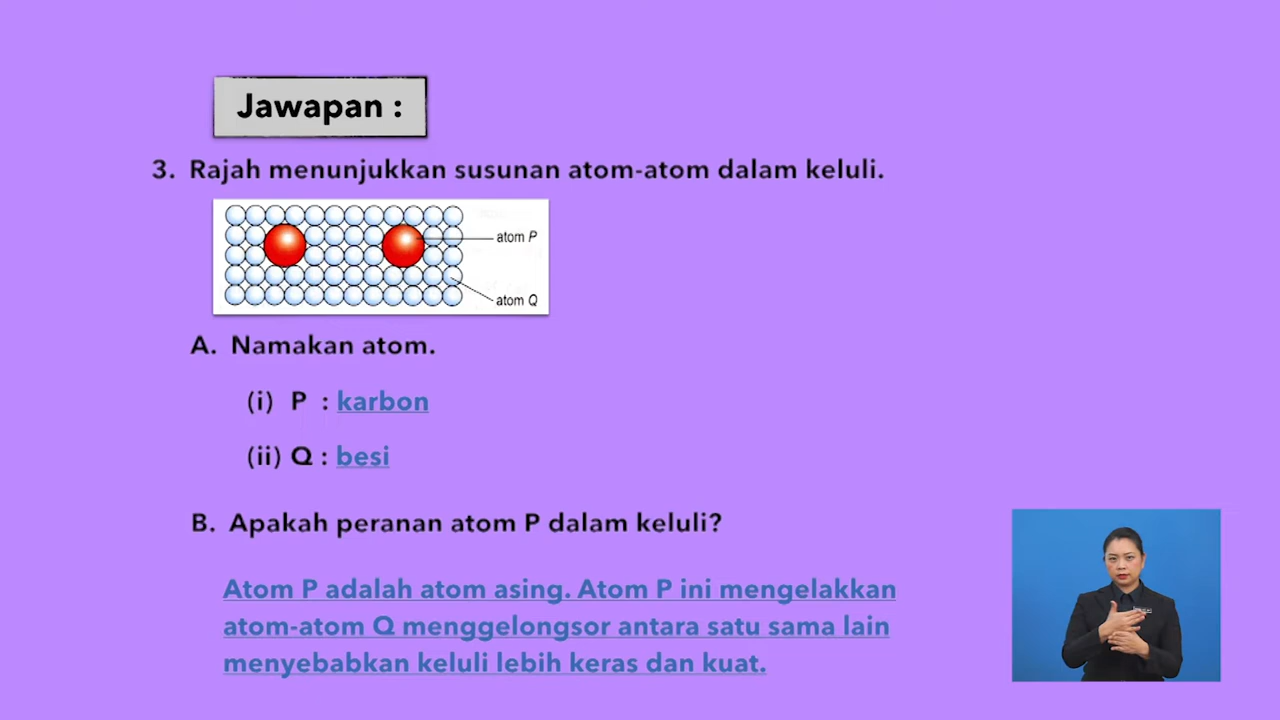 Jawapan :
3. Rajah menunjukkan susunan atom-atom dalam keluli.
atom P
atom Q
A. Namakan atom.
(i) P : karbon
(ii) Q : besi
B. Apakah peranan atom P dalam keluli?
Atom P adalah atom asing. Atom P ini mengelakkan
atom-atom Q menggelongsor antara satu sama lain
menyebabkan keluli lebih keras dan kuat.